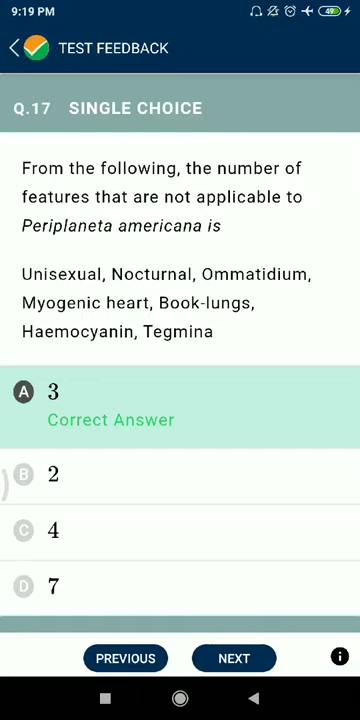 9:19 PM
49
TEST FEEDBACK
Q.17 SINGLE CHOICE
From the following, the number of
features that are not applicable to
Periplaneta americana is
Unisexual, Nocturnal, Ommatidium,
Myogenic heart, Book-lungs,
Haemocyanin, Tegmina
A 3
Correct Answer
B 2
C 4
D 7
PREVIOUS
NEXT